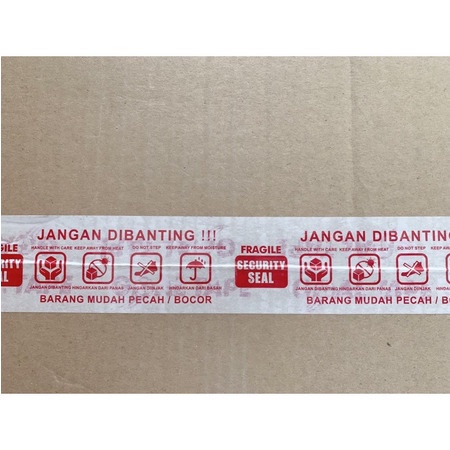 JANGAN DIBANTING !!!
HANDLE WITH CARE KEEP AWAY FROM HEAT DO NOT STEP KEEP AWAY FROM MOISTURE
JANGAN DIBANTING HINDARKAN DARI PANAS JANGAN DIINJAK HINDARKAN DARI BASAH
BARANG MUDAH PECAH / BOCOR
FRAGILE
SECURITY
SEAL
JANGAN DIBANTING
HANDLE WITH CARE KEEP AWAY FROM HEAT DO NOT STEP
JANGAN DIBANTING HINDARKAN DARI PANAS JANGAN DIINJAK
BARANG MUDAH PECAH /